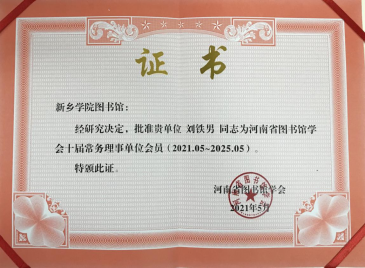 证书
新乡学院图书馆：
经研究决定，批准贵单位 刘铁男 同志为河南省图书馆学
会十届常务理事单位会员（2021.05~2025.05）。
特颁此证。
河南省图书馆学会
2021年5月